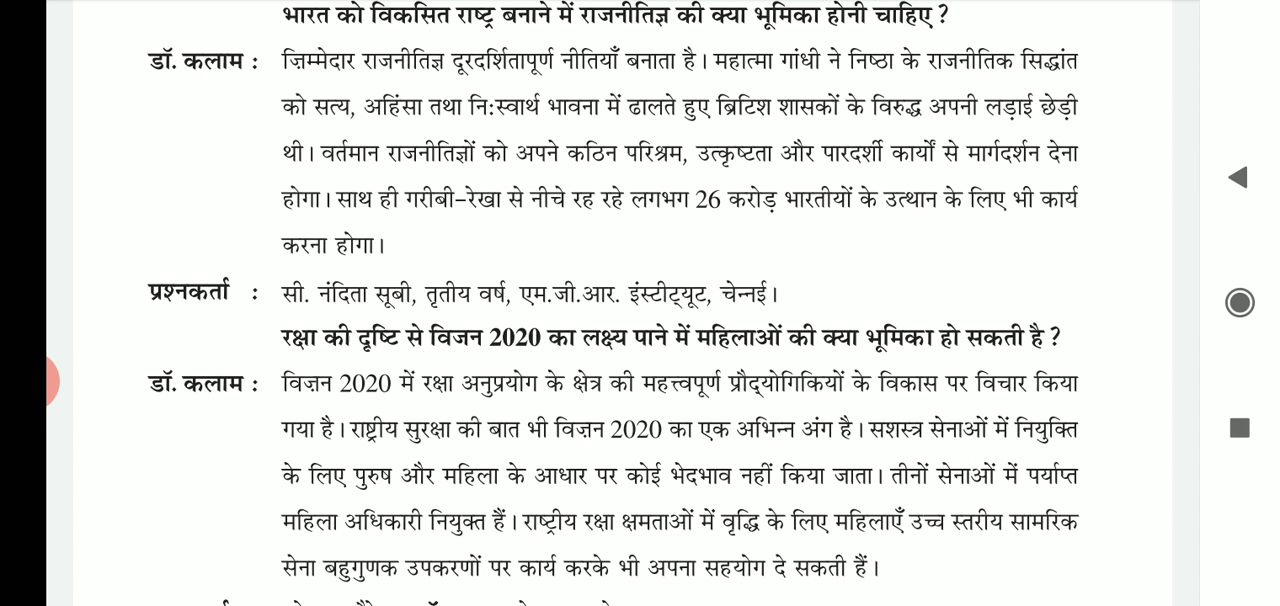 भारत को विकसित राष्ट्र बनाने में राजनीतिज्ञ की क्या भूमिका होनी चाहिए ?
डॉ. कलाम : ज़िम्मेदार राजनीतिज्ञ दूरदर्शितापूर्ण नीतियाँ बनाता है। महात्मा गांधी ने निष्ठा के राजनीतिक सिद्धांत
को सत्य, अहिंसा तथा नि:स्वार्थ भावना में ढालते हुए ब्रिटिश शासकों के विरुद्ध अपनी लड़ाई छेड़ी
थी। वर्तमान राजनीतिज्ञों को अपने कठिन परिश्रम, उत्कृष्टता और पारदर्शी कार्यों से मार्गदर्शन देना
होगा। साथ ही गरीबी-रेखा से नीचे रह रहे लगभग 26 करोड़ भारतीयों के उत्थान के लिए भी कार्य
करना होगा।
प्रश्नकर्ता : सी. नंदिता सूबी, तृतीय वर्ष, एम.जी.आर. इंस्टीट्यूट, चेन्नई।
रक्षा की दृष्टि से विजन 2020 का लक्ष्य पाने में महिलाओं की क्या भूमिका हो सकती है ?
डॉ. कलाम : विज़न 2020 में रक्षा अनुप्रयोग के क्षेत्र की महत्त्वपूर्ण प्रौद्योगिकियों के विकास पर विचार किया
गया है। राष्ट्रीय सुरक्षा की बात भी विज़न 2020 का एक अभिन्न अंग है। सशस्त्र सेनाओं में नियुक्ति
के लिए पुरुष और महिला के आधार पर कोई भेदभाव नहीं किया जाता। तीनों सेनाओं में पर्याप्त
महिला अधिकारी नियुक्त हैं। राष्ट्रीय रक्षा क्षमताओं में वृद्धि के लिए महिलाएँ उच्च स्तरीय सामरिक
सेना बहुगुणक उपकरणों पर कार्य करके भी अपना सहयोग दे सकती हैं।